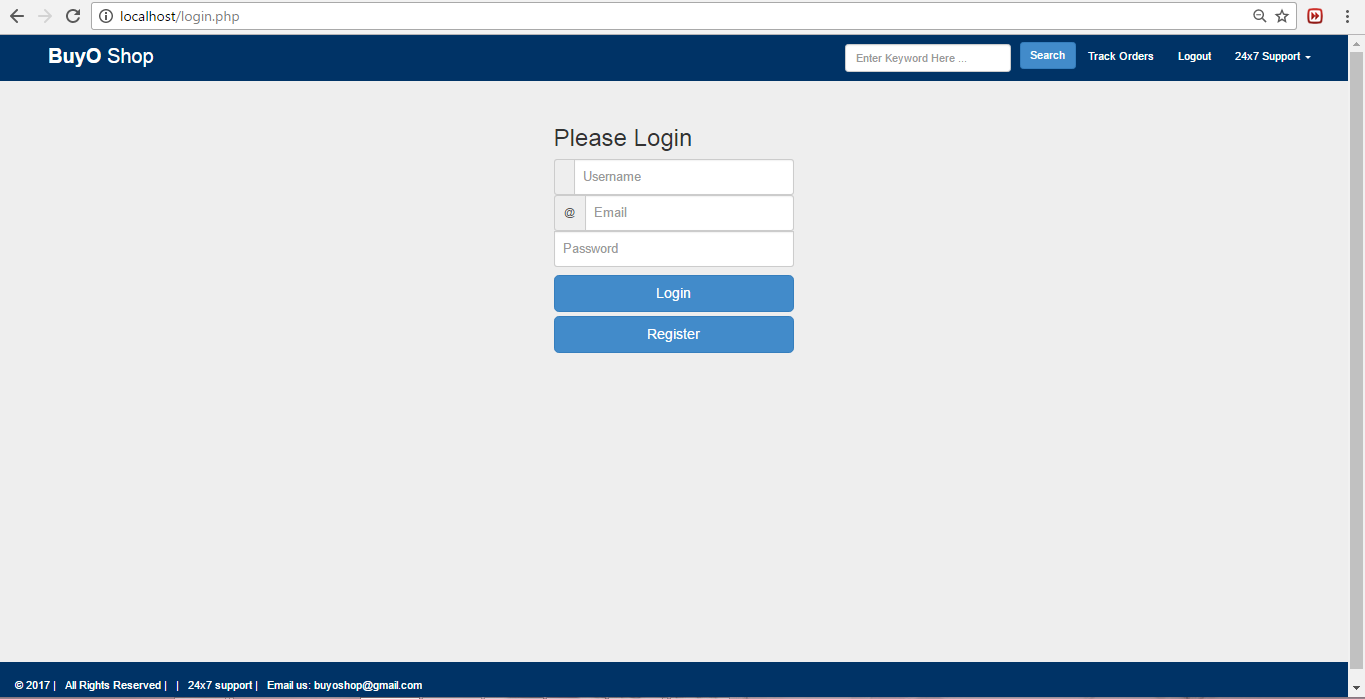 localhost/login.php
BuyO Shop
Enter Keyword Here ... Search Track Orders Logout 24x7 Support
Please Login
Username
@ Email
Password
Login
Register
© 2017 | All Rights Reserved | | 24x7 support | Email us: buyoshop@gmail.com